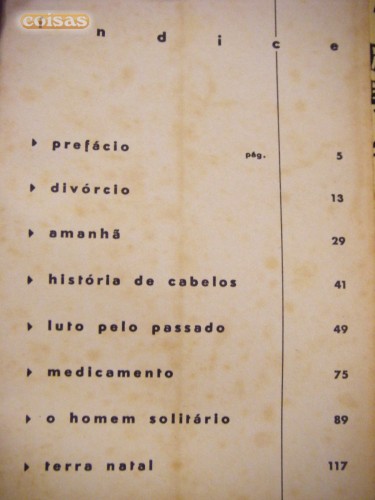 coisas
índice
prefácio pág. 5
divórcio 13
amanhã 29
história de cabelos 41
luto pelo passado 49
medicamento 75
o homem solitário 89
terra natal 117